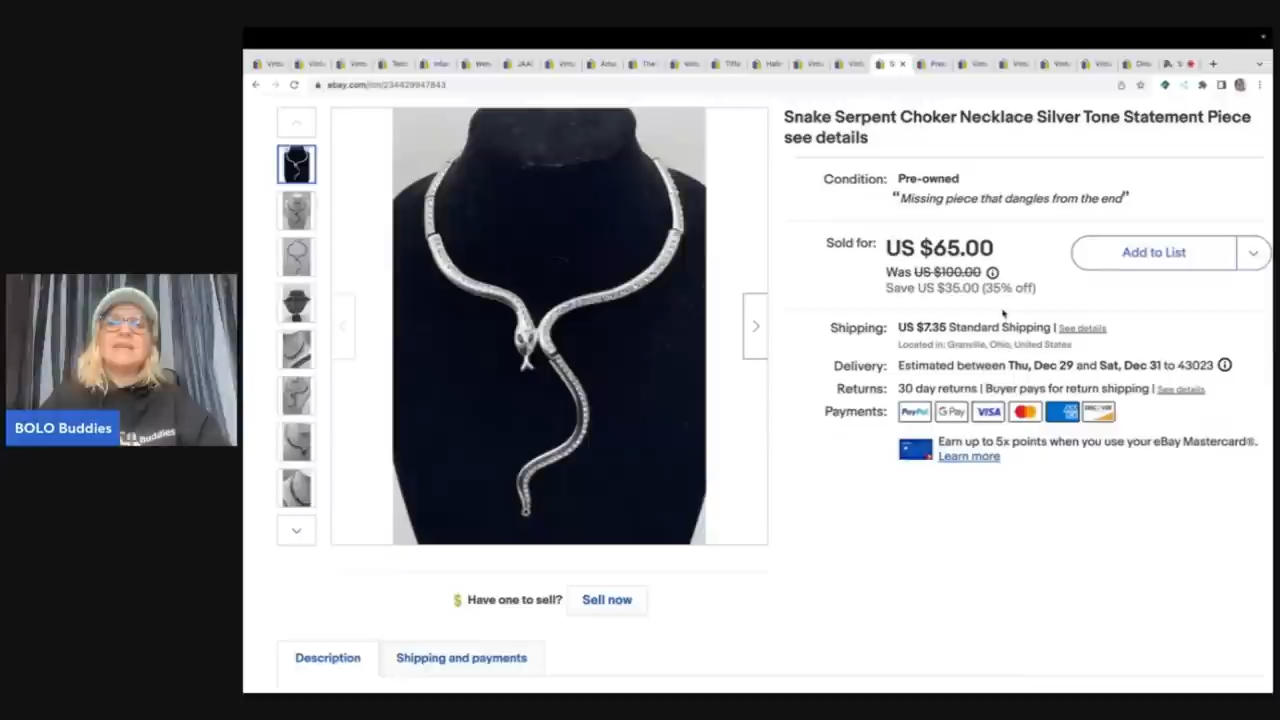 ebay.com/itm/234429947843
Snake Serpent Choker Necklace Silver Tone Statement Piece
see details
Condition: Pre-owned
“Missing piece that dangles from the end”
Sold for: US $65.00
Add to List
Was US $100.00
Save US $35.00 (35% off)
Shipping: US $7.35 Standard Shipping | See details
Located in: Granville, Ohio, United States
Delivery: Estimated between Thu, Dec 29 and Sat, Dec 31 to 43023
Returns: 30 day returns | Buyer pays for return shipping | See details
Payments: PayPal G Pay VISA
DISCOVER
Earn up to 5x points when you use your eBay Mastercard®.
Learn more
BOLO Buddies
Buddies
Have one to sell? Sell now
Description Shipping and payments